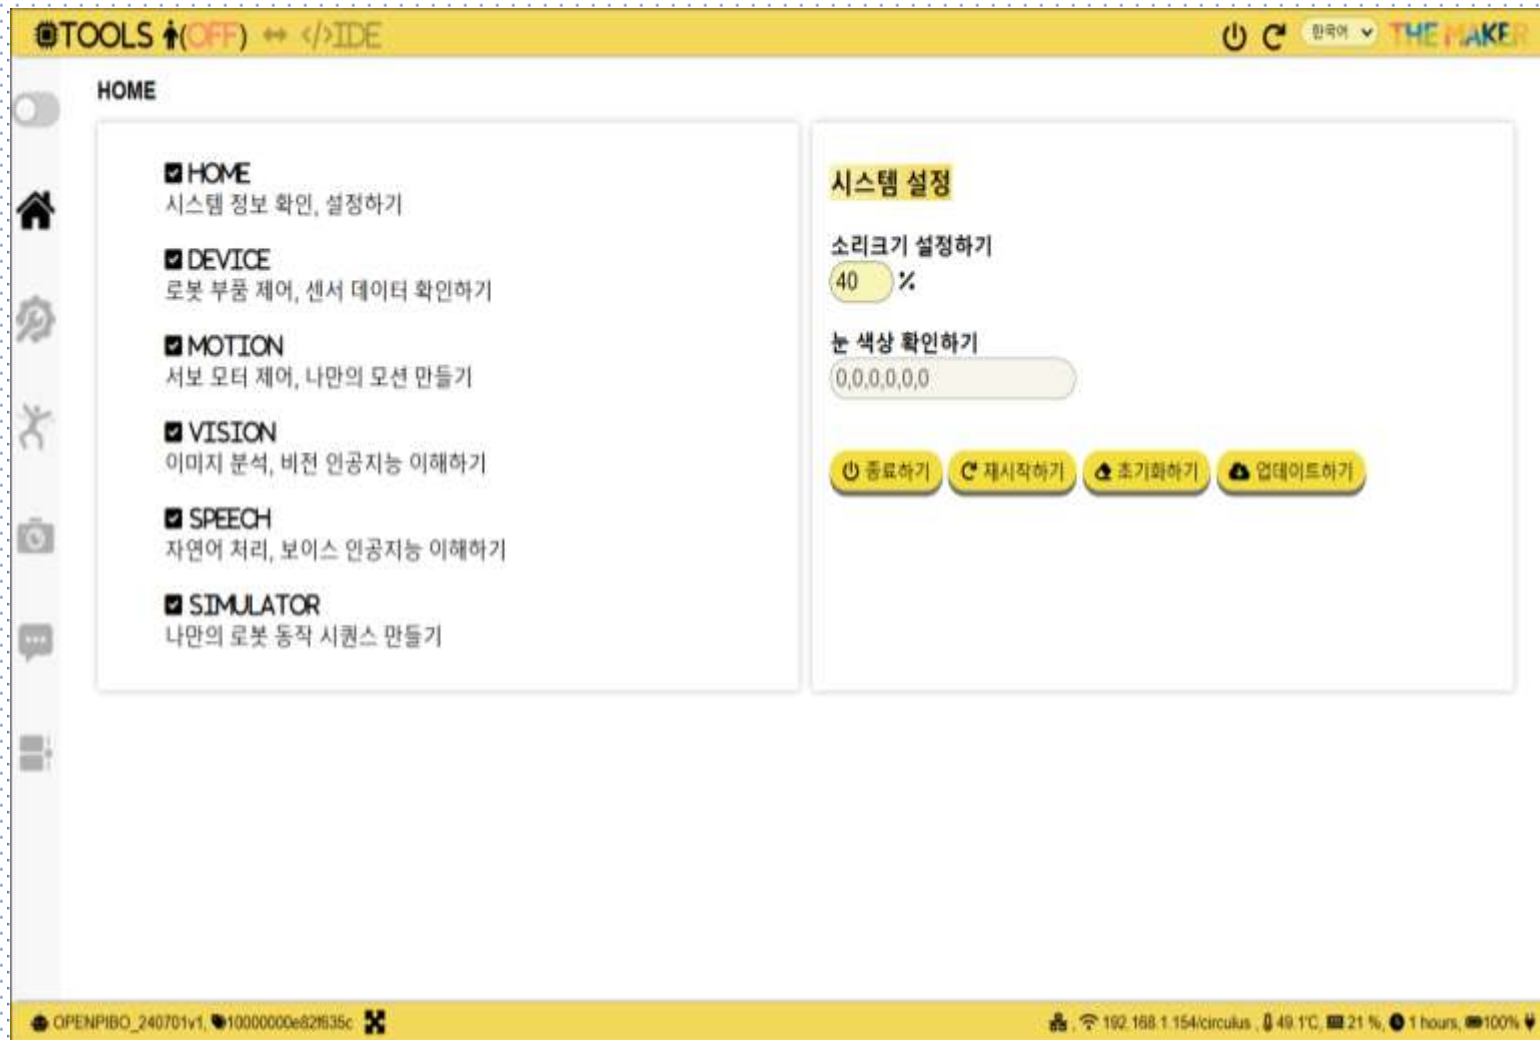 TOOLS (OFF) ↔ </>IDE
한국어 THE MAKER
HOME
HOME
시스템 정보 확인, 설정하기
DEVICE
로봇 부품 제어, 센서 데이터 확인하기
MOTION
서보 모터 제어, 나만의 모션 만들기
VISION
이미지 분석, 비전 인공지능 이해하기
SPEECH
자연어 처리, 보이스 인공지능 이해하기
SIMULATOR
나만의 로봇 동작 시퀀스 만들기
시스템 설정
소리크기 설정하기
40 %
눈 색상 확인하기
0,0,0,0,0,0
종료하기 재시작하기 초기화하기 업데이트하기
OPENPIBO_240701v1, 10000000e82f635c
, 192.168.1.154/circulus , 49.1'C, 21 %, 1 hours, 100%